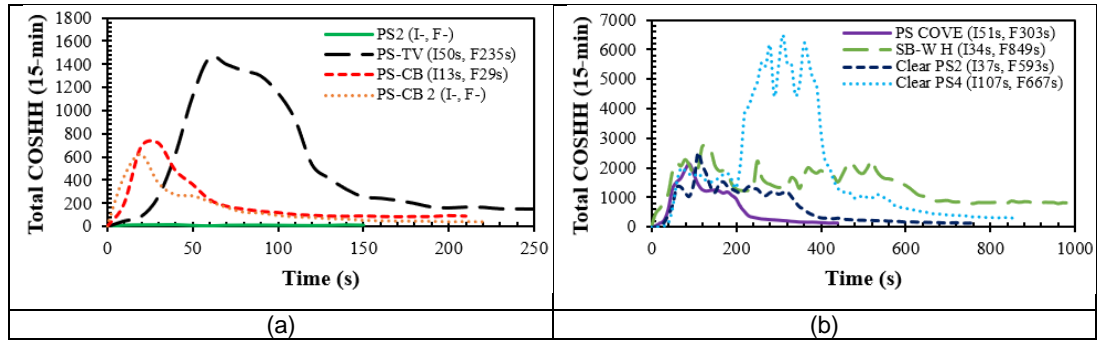 Total COSHH (15-min)
1800
1600
1400
1200
1000
800
600
400
200
0
PS2 (I-, F-)
PS-TV (I50s, F235s)
PS-CB (I13s, F29s)
PS-CB 2 (I-, F-)
0 50 100 150 200 250
Time (s)
(a)
Total COSHH (15-min)
7000
6000
5000
4000
3000
2000
1000
0
PS COVE (I51s, F303s)
SB-W H (I34s, F849s)
Clear PS2 (I37s, F593s)
Clear PS4 (I107s, F667s)
0 200 400 600 800 1000
Time (s)
(b)